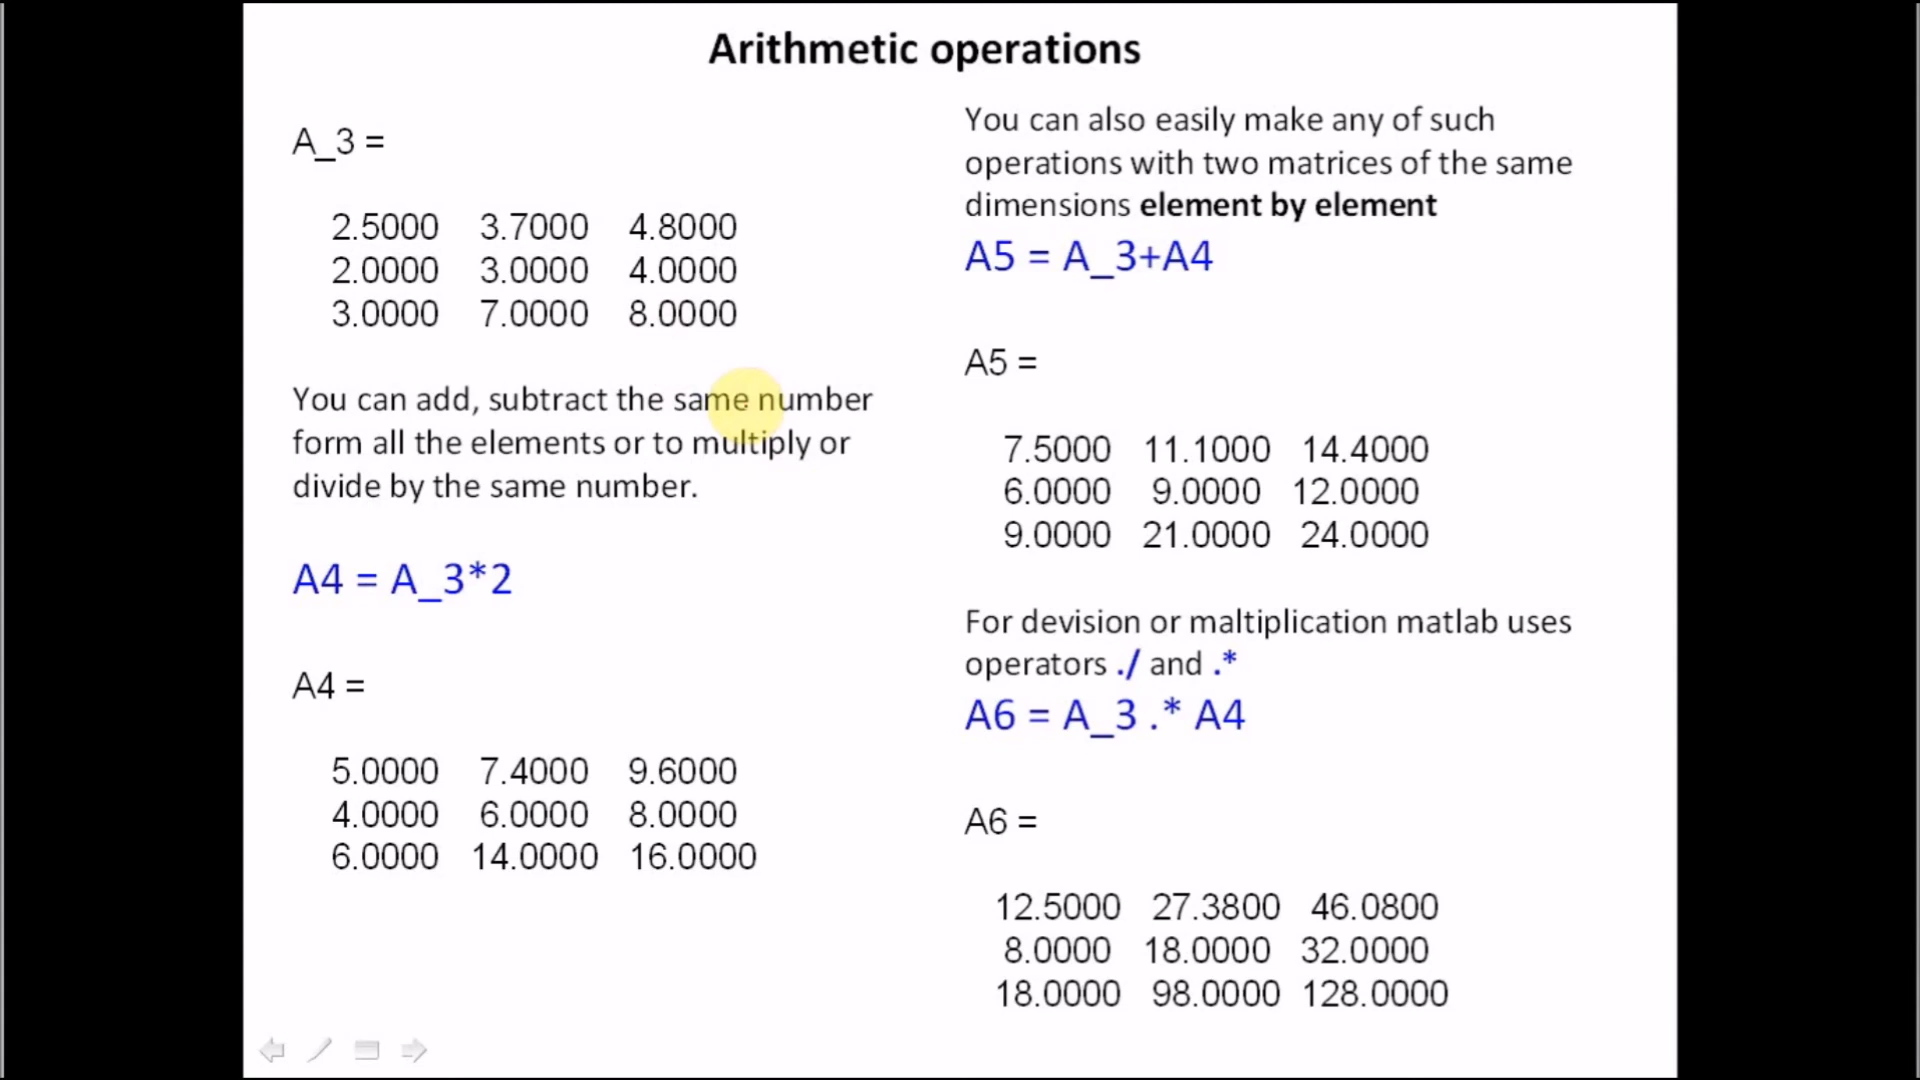 Arithmetic operations
A_3 =
2.5000 3.7000 4.8000
2.0000 3.0000 4.0000
3.0000 7.0000 8.0000
You can add, subtract the same number
form all the elements or to multiply or
divide by the same number.
A4 = A_3*2
A4 =
5.0000 7.4000 9.6000
4.0000 6.0000 8.0000
6.0000 14.0000 16.0000
You can also easily make any of such
operations with two matrices of the same
dimensions element by element
A5 = A_3+A4
A5 =
7.5000 11.1000 14.4000
6.0000 9.0000 12.0000
9.0000 21.0000 24.0000
For devision or maltiplication matlab uses
operators ./ and .*
A6 = A_3 .* A4
A6 =
12.5000 27.3800 46.0800
8.0000 18.0000 32.0000
18.0000 98.0000 128.0000